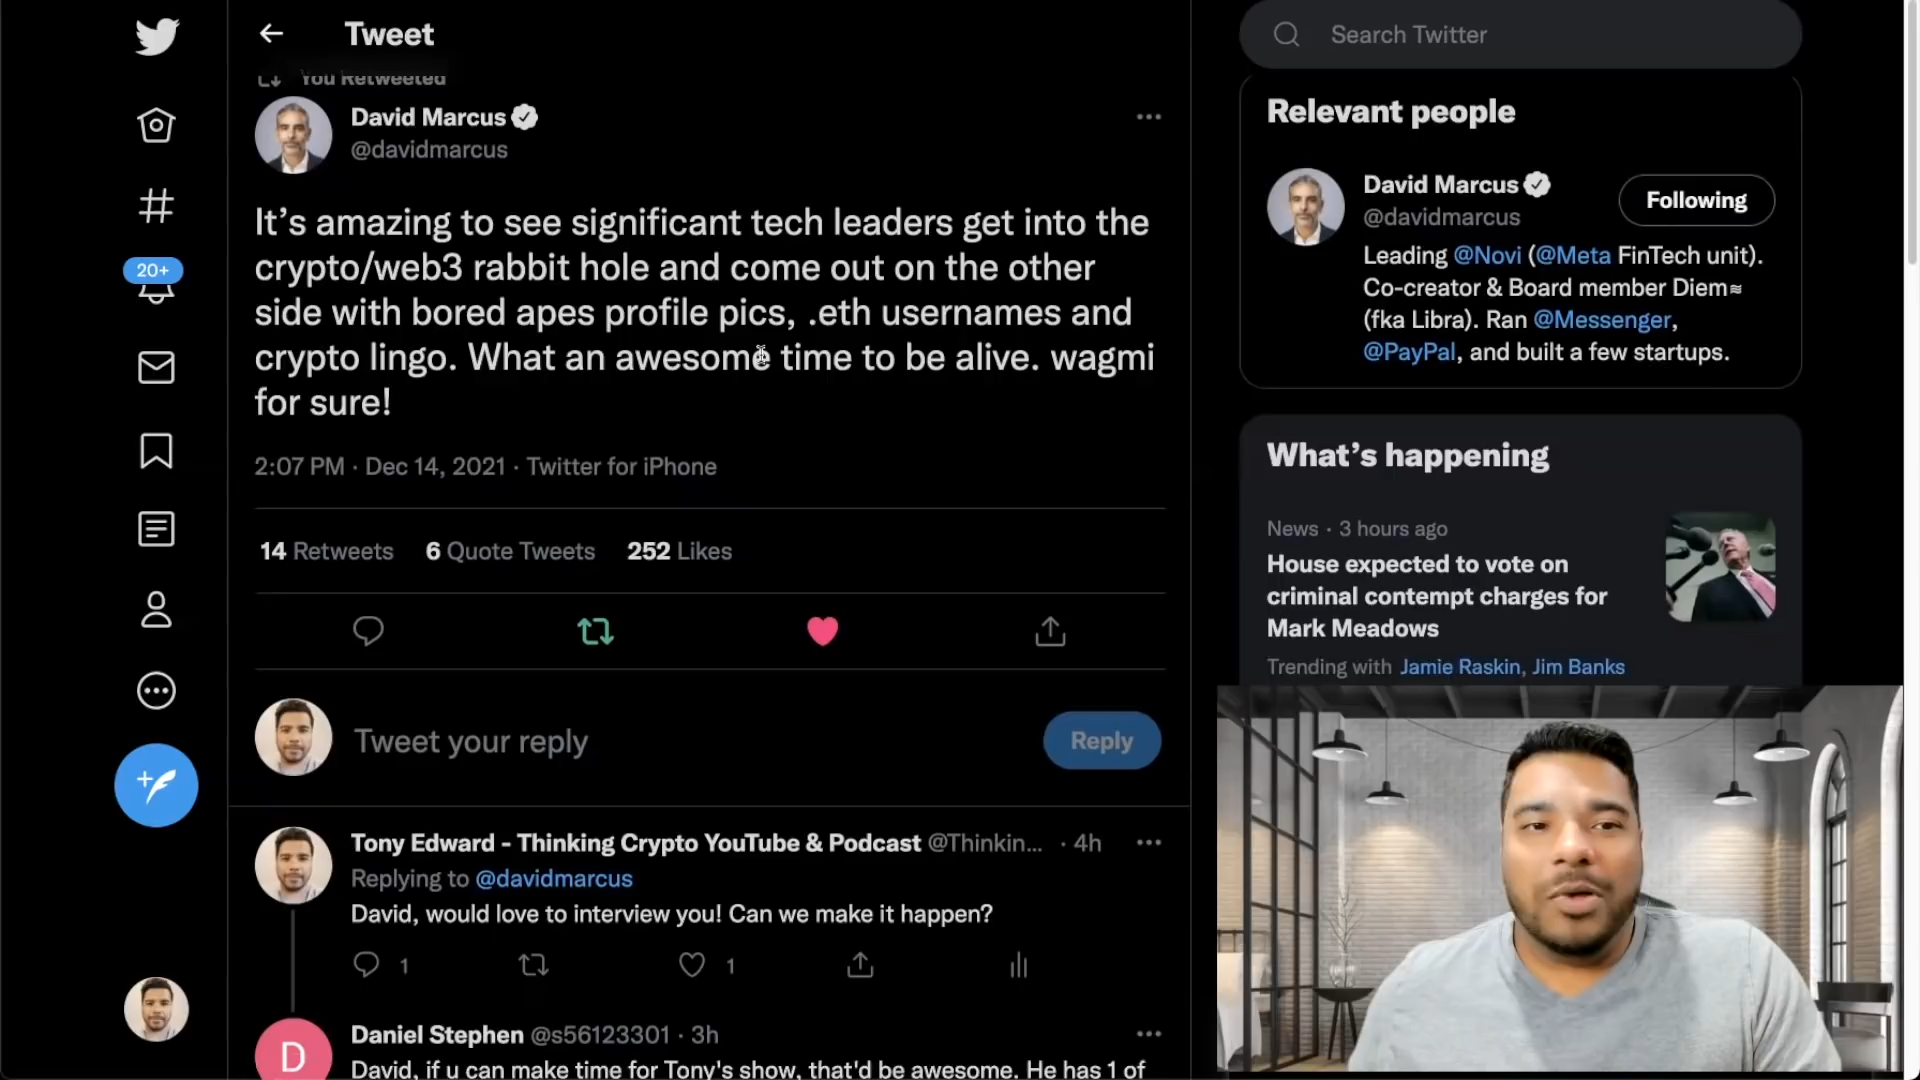 Tweet
Search Twitter
You Retweeted
David Marcus
@davidmarcus
It’s amazing to see significant tech leaders get into the
crypto/web3 rabbit hole and come out on the other
side with bored apes profile pics, .eth usernames and
crypto lingo. What an awesome time to be alive. wagmi
for sure!
2:07 PM · Dec 14, 2021 · Twitter for iPhone
14 Retweets 6 Quote Tweets 252 Likes
Tweet your reply
Reply
Tony Edward - Thinking Crypto YouTube & Podcast @Thinkin... · 4h
Replying to @davidmarcus
David, would love to interview you! Can we make it happen?
1 1
D
Daniel Stephen @s56123301 · 3h
David, if u can make time for Tony's show, that'd be awesome. He has 1 of
20+
Relevant people
David Marcus
@davidmarcus
Following
Leading @Novi (@Meta FinTech unit).
Co-creator & Board member Diem≋
(fka Libra). Ran @Messenger,
@PayPal, and built a few startups.
What’s happening
News · 3 hours ago
House expected to vote on
criminal contempt charges for
Mark Meadows
Trending with Jamie Raskin, Jim Banks